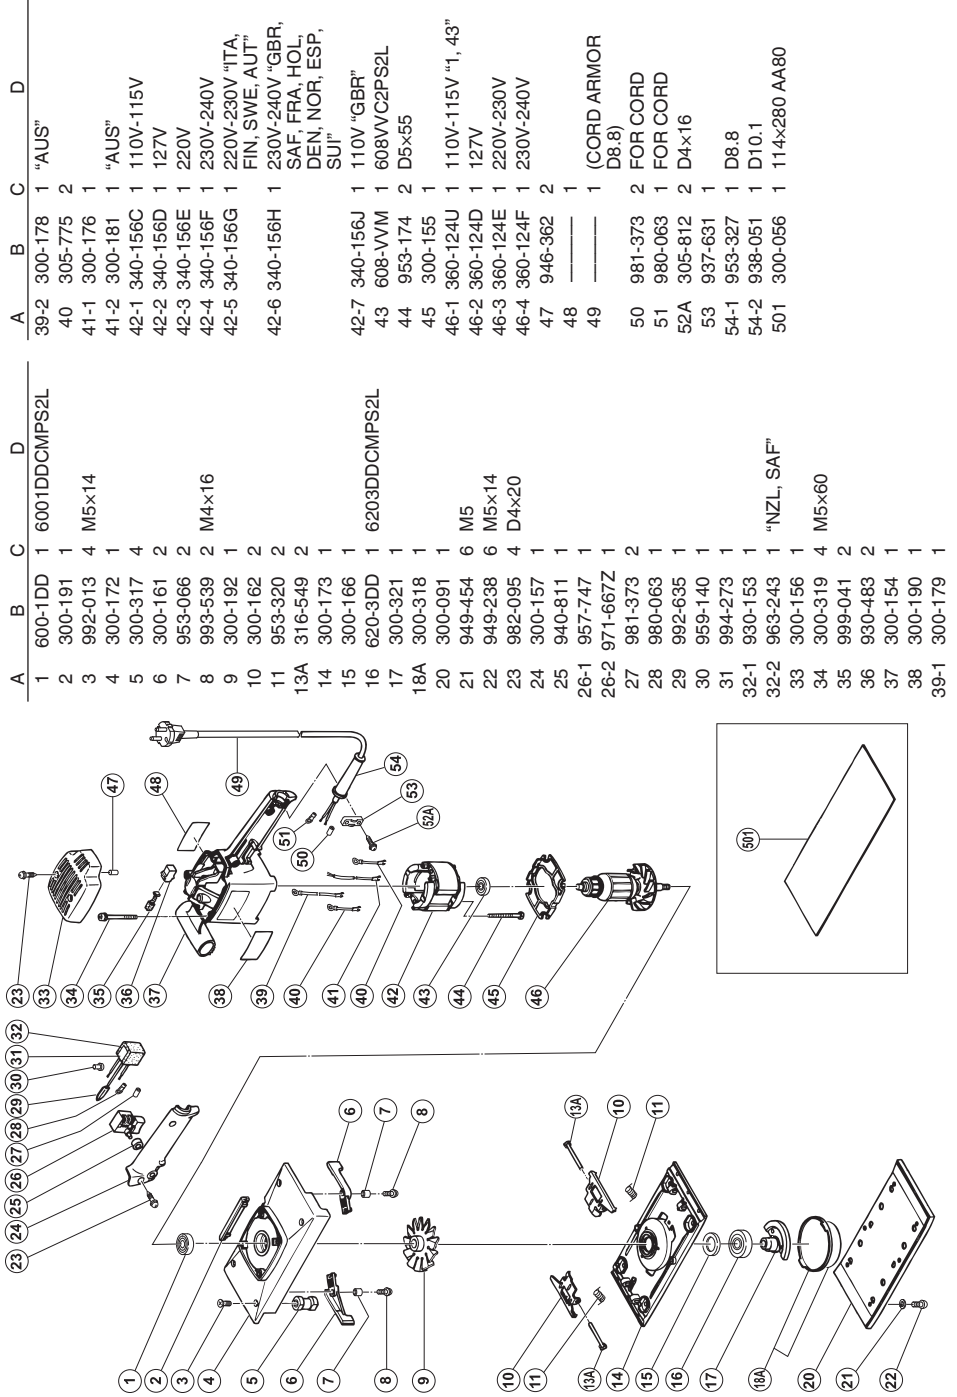 1
2
3
4
5
6
7
8
9
6
7
8
10
11
13A
14
15
16
17
18A
20
21
22
13A
10
11
23
24
25
26
27
28
29
30
31
32
23
33
34
35
36
37
38
39
40
41
40
42
43
44
45
46
47
48
49
50
51
52A
53
54
501
A B C D
1 600-1DD 1 6001DDCMPS2L
2 300-191 1
3 992-013 4 M5×14
4 300-172 1
5 300-317 4
6 300-161 2
7 953-066 2
8 993-539 2 M4×16
9 300-192 1
10 300-162 2
11 953-320 2
13A 316-549 2
14 300-173 1
15 300-166 1
16 620-3DD 1 6203DDCMPS2L
17 300-321 1
18A 300-318 1
20 300-091 1
21 949-454 6 M5
22 949-238 6 M5×14
23 982-095 4 D4×20
24 300-157 1
25 940-811 1
26-1 957-747 1
26-2 971-667Z 1
27 981-373 2
28 980-063 1
29 992-635 1
30 959-140 1
31 994-273 1
32-1 930-153 1
32-2 963-243 1 “NZL, SAF”
33 300-156 1
34 300-319 4 M5×60
35 999-041 2
36 930-483 2
37 300-154 1
38 300-190 1
39-1 300-179 1
A B C D
39-2 300-178 1 “AUS”
40 305-775 2
41-1 300-176 1
41-2 300-181 1 “AUS”
42-1 340-156C 1 110V-115V
42-2 340-156D 1 127V
42-3 340-156E 1 220V
42-4 340-156F 1 230V-240V
42-5 340-156G 1 220V-230V “ITA,
FIN, SWE, AUT”
42-6 340-156H 1 230V-240V “GBR,
SAF, FRA, HOL,
DEN, NOR, ESP,
SUI”
42-7 340-156J 1 110V “GBR”
43 608-VVM 1 608VVC2PS2L
44 953-174 2 D5×55
45 300-155 1
46-1 360-124U 1 110V-115V “1, 43”
46-2 360-124D 1 127V
46-3 360-124E 1 220V-230V
46-4 360-124F 1 230V-240V
47 946-362 2
48 ———— 1
49 ———— 1 (CORD ARMOR
D8.8)
50 981-373 2 FOR CORD
51 980-063 1 FOR CORD
52A 305-812 2 D4×16
53 937-631 1
54-1 953-327 1 D8.8
54-2 938-051 1 D10.1
501 300-056 1 114×280 AA80